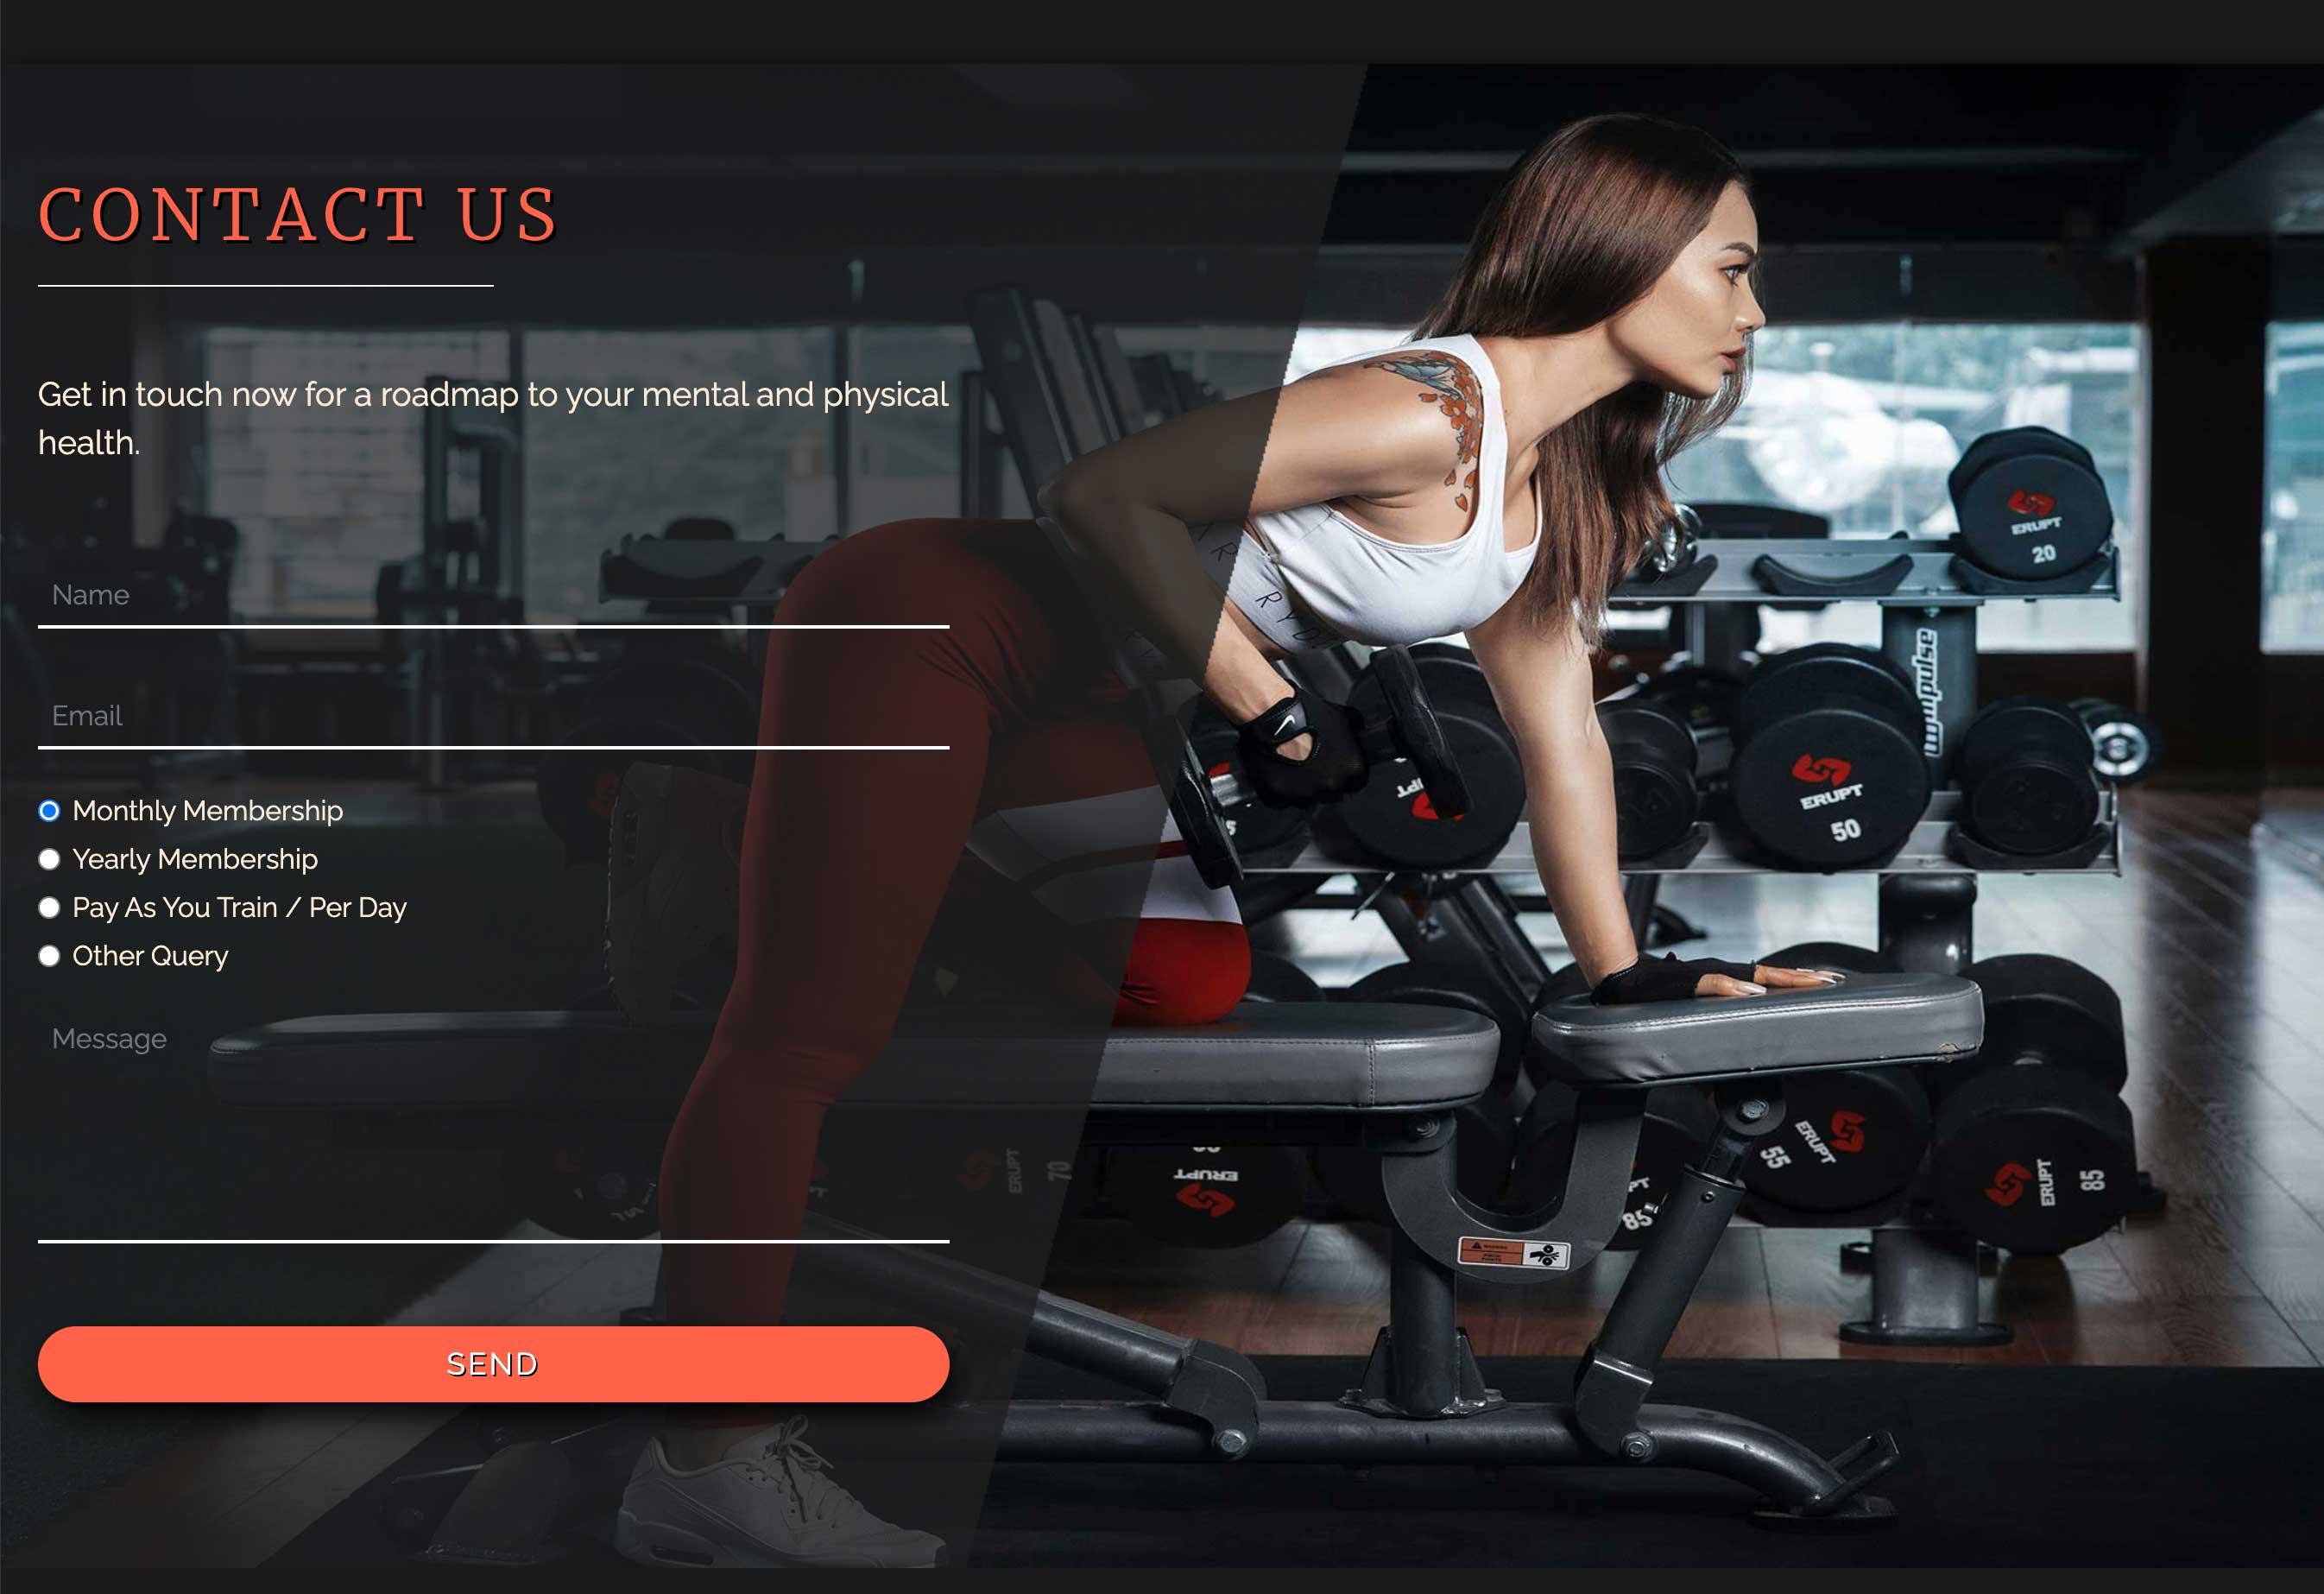 CONTACT US
Get in touch now for a roadmap to your mental and physical
health.
Name
Email
Monthly Membership
Yearly Membership
Pay As You Train / Per Day
Other Query
Message
SEND
ERUPT
20
impulse
ERUPT
50
ERUPT
55
ERUPT
85
85
ERUPT
ERUPT
70